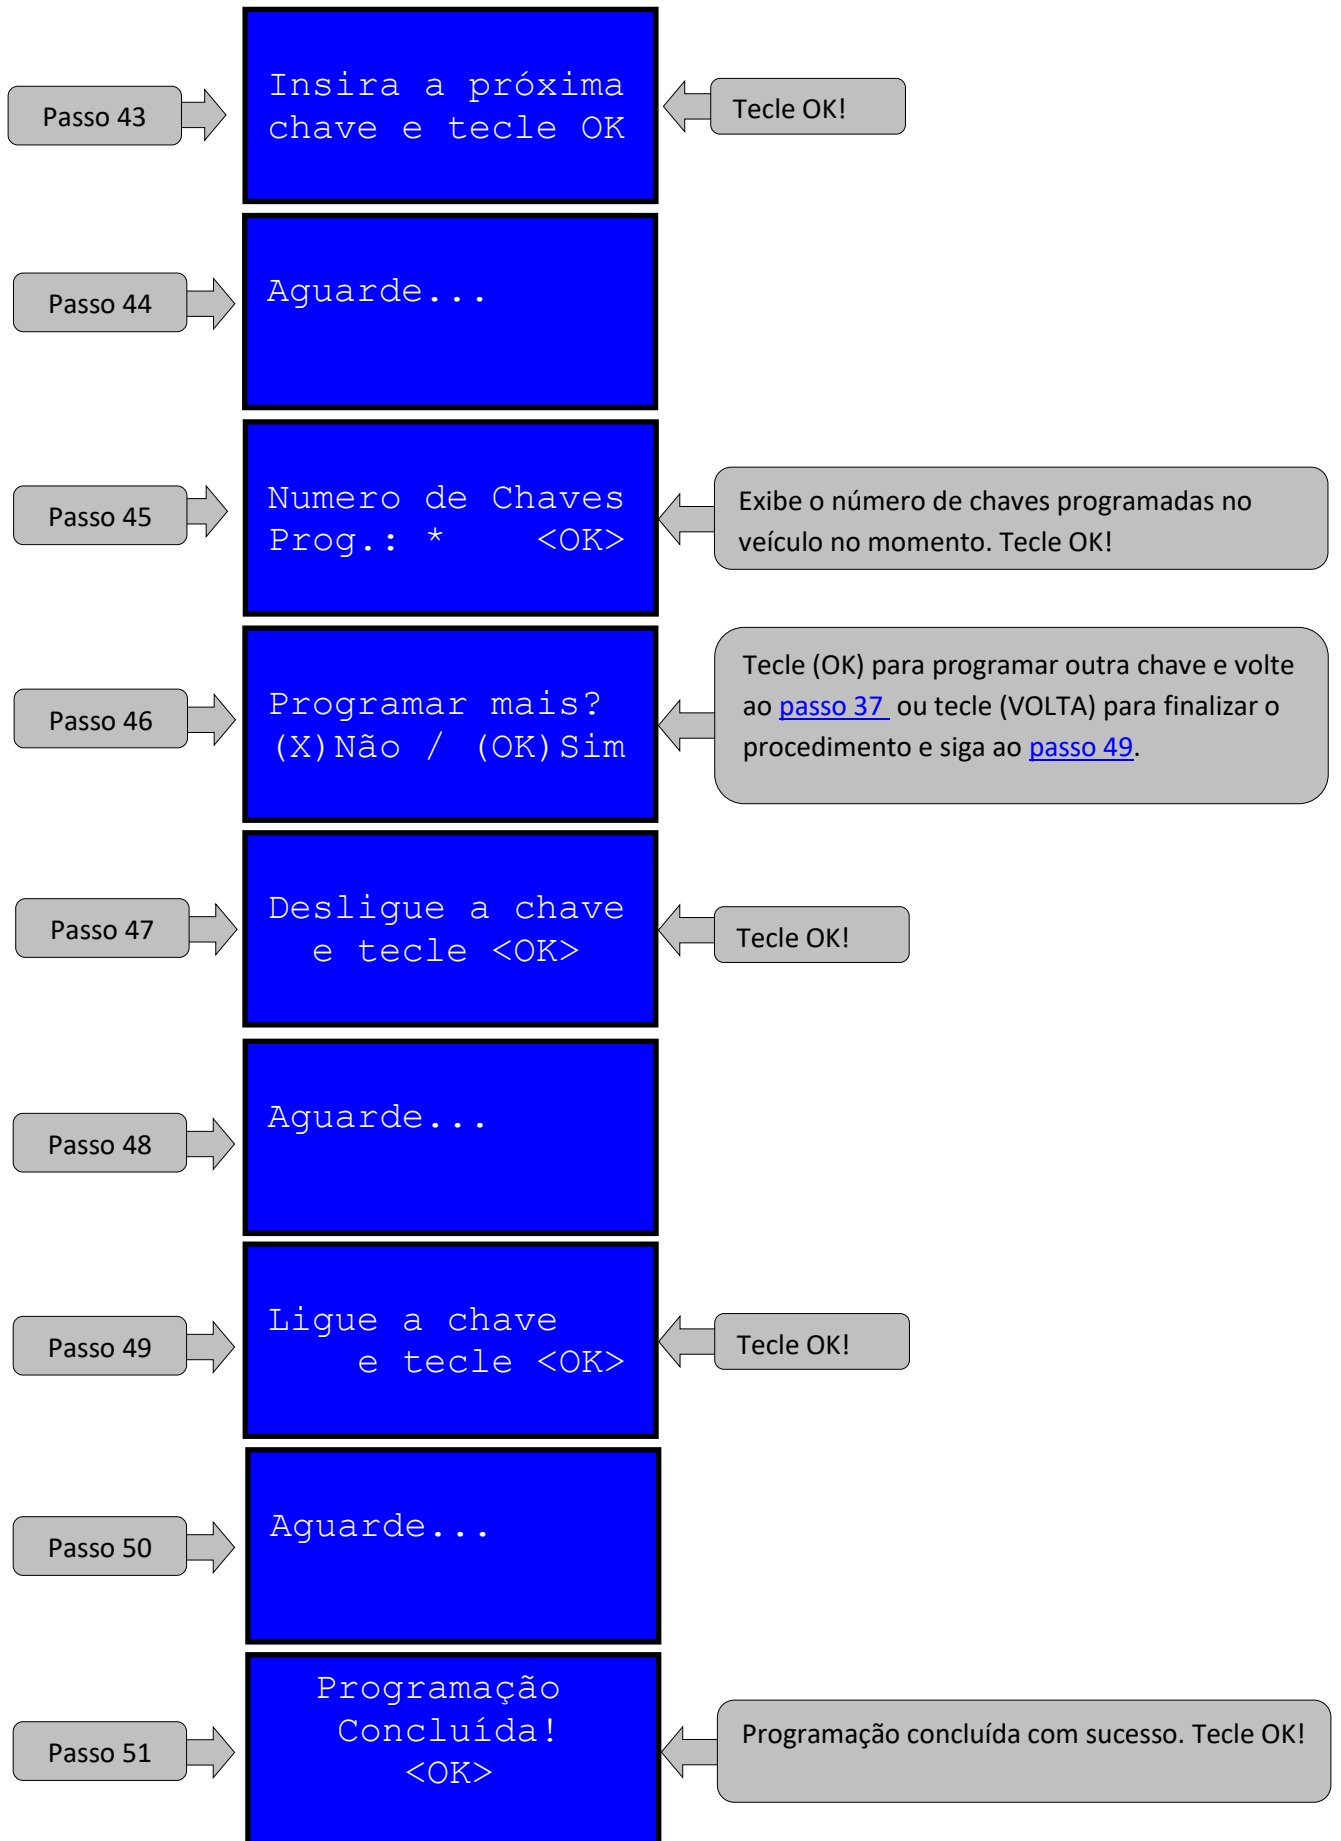 Passo 43
Insira a próxima
chave e tecle OK
Tecle OK!
Passo 44
Aguarde...
Passo 45
Numero de Chaves
Prog.: * <OK>
Exibe o número de chaves programadas no
veículo no momento. Tecle OK!
Passo 46
Programar mais?
(X)Não / (OK)Sim
Tecle (OK) para programar outra chave e volte
ao passo 37 ou tecle (VOLTA) para finalizar o
procedimento e siga ao passo 49.
Passo 47
Desligue a chave
e tecle <OK>
Tecle OK!
Passo 48
Aguarde...
Passo 49
Ligue a chave
e tecle <OK>
Tecle OK!
Passo 50
Aguarde...
Passo 51
Programação
Concluída!
<OK>
Programação concluída com sucesso. Tecle OK!